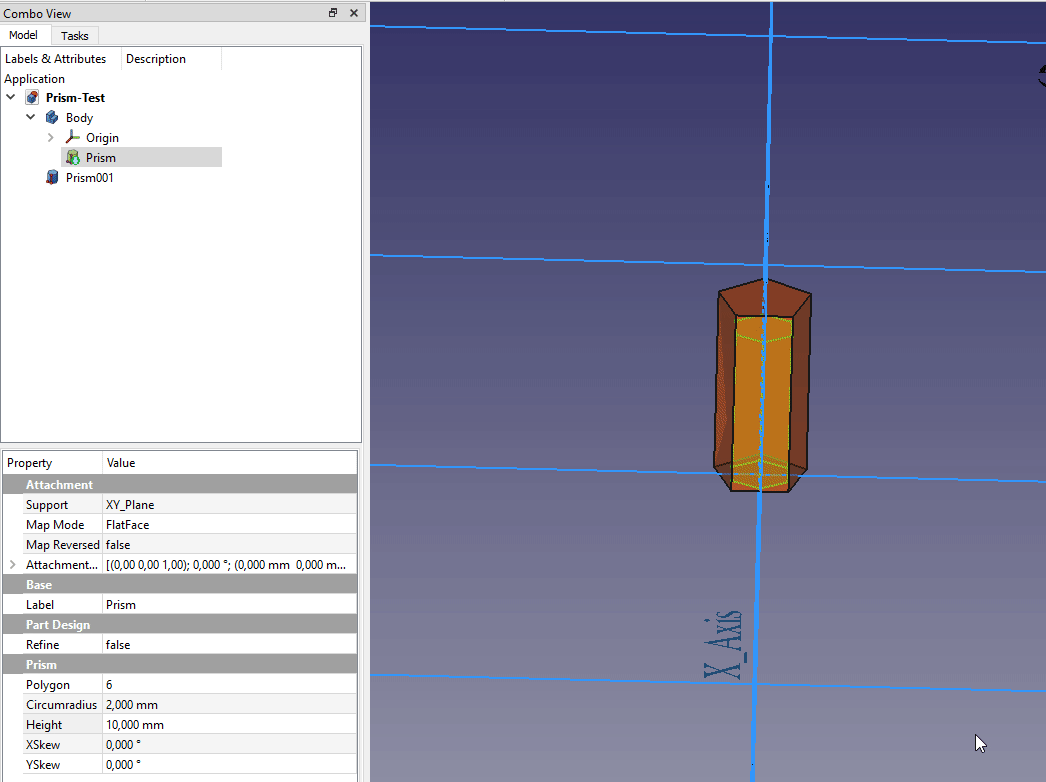 Combo View
Model Tasks
Labels & Attributes Description
Application
Prism-Test
Body
Origin
Prism
Prism001
Property Value
Attachment
Support XY_Plane
Map Mode FlatFace
Map Reversed false
Attachment... [(0,00 0,00 1,00); 0,000 °; (0,000 mm 0,000 m...
Base
Label Prism
Part Design
Refine false
Prism
Polygon 6
Circumradius 2,000 mm
Height 10,000 mm
XSkew 0,000 °
YSkew 0,000 °
X_Axis